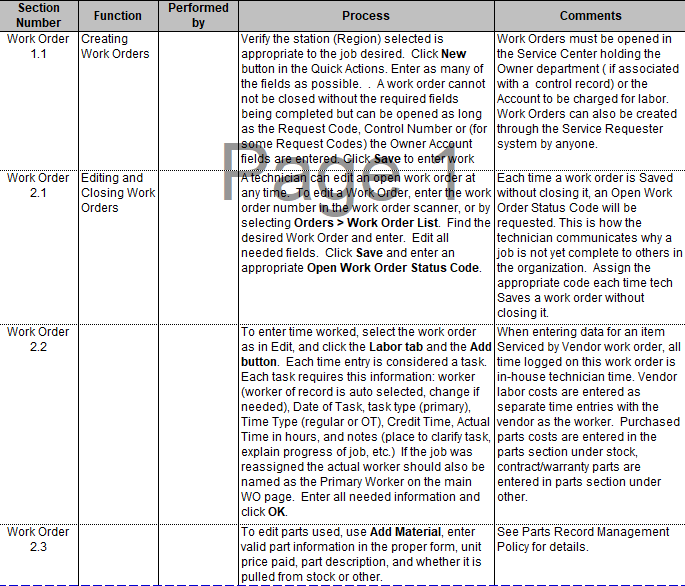 Section Number
Function
Performed by
Process
Comments
Work Order 1.1
Creating Work Orders
Verify the station (Region) selected is
appropriate to the job desired.  Click New
button in the Quick Actions. Enter as many of
the fields as possible. .  A work order cannot
not be closed without the required fields
being completed but can be opened as long
as the Request Code, Control Number or (for
some Request Codes) the Owner Account
fields are entered. Click Save to enter work
Work Orders must be opened in
the Service Center holding the
Owner department ( if associated
with a  control record) or the
Account to be charged for labor.
Work Orders can also be created
through the Service Requester
system by anyone.
Page 1
Work Order 2.1
Editing and
Closing Work
Orders
A technician can edit an open work order at
any time.  To edit a Work Order, enter the work
order number in the work order scanner, or by
selecting Orders > Work Order List.  Find the
desired Work Order and enter.  Edit all
needed fields.  Click Save and enter an
appropriate Open Work Order Status Code.
Each time a work order is Saved
without closing it, an Open Work
Order Status Code will be
requested. This is how the
technician communicates why a
job is not yet complete to others in
the organization.  Assign the
appropriate code each time tech
Saves a work order without
closing it.
Work Order 2.2
To enter time worked, select the work order
as in Edit, and click the Labor tab and the Add
button.  Each time entry is considered a task.
Each task requires this information: worker
(worker of record is auto selected, change if
needed), Date of Task, task type (primary),
Time Type (regular or OT), Credit Time, Actual
Time in hours, and notes (place to clarify task,
explain progress of job, etc.)  If the job was
reassigned the actual worker should also be
named as the Primary Worker on the main
WO page.  Enter all needed information and
click OK.
When entering data for an item
Serviced by Vendor work order, all
time logged on this work order is
in-house technician time. Vendor
labor costs are entered as
separate time entries with the
vendor as the worker.  Purchased
parts costs are entered in the
parts section under stock,
contract/warranty parts are
entered in parts section under
other.
Work Order 2.3
To edit parts used, use Add Material, enter
valid part information in the proper form, unit
price paid, part description, and whether it is
pulled from stock or other.
See Parts Record Management
Policy for details.